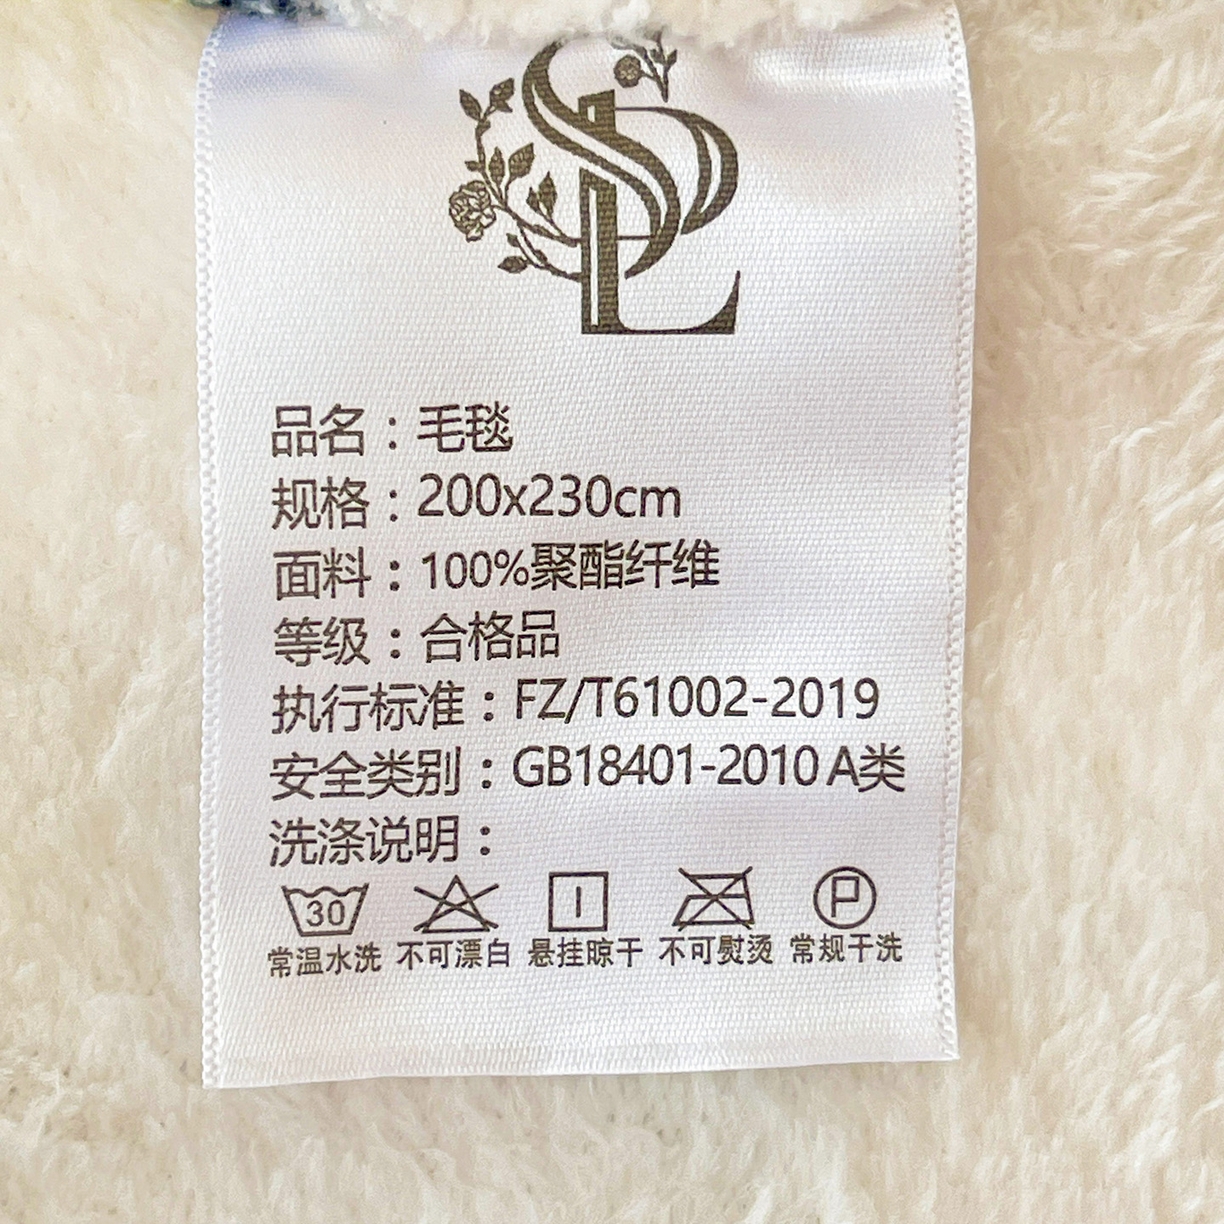 SPL
品名：毛毯
规格：200x230cm
面料：100%聚酯纤维
等级：合格品
执行标准：FZ/T61002-2019
安全类别：GB18401-2010 A类
洗涤说明：
30 P
常温水洗 不可漂白 悬挂晾干 不可熨烫 常规干洗